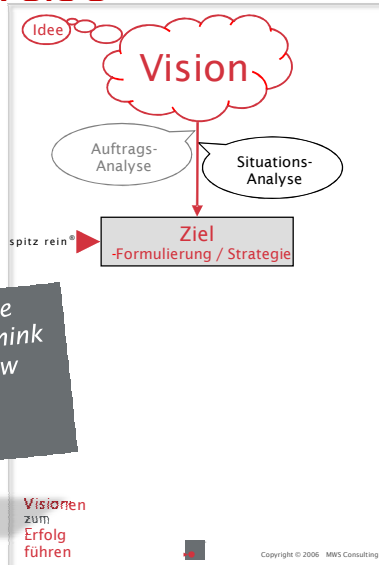 Idee
Vision
Auftrags-
Analyse
Situations-
Analyse
spitz rein®
Ziel
-Formulierung / Strategie
w
Visionen
zum
Erfolg
führen
Copyright © 2006 MWS Consulting